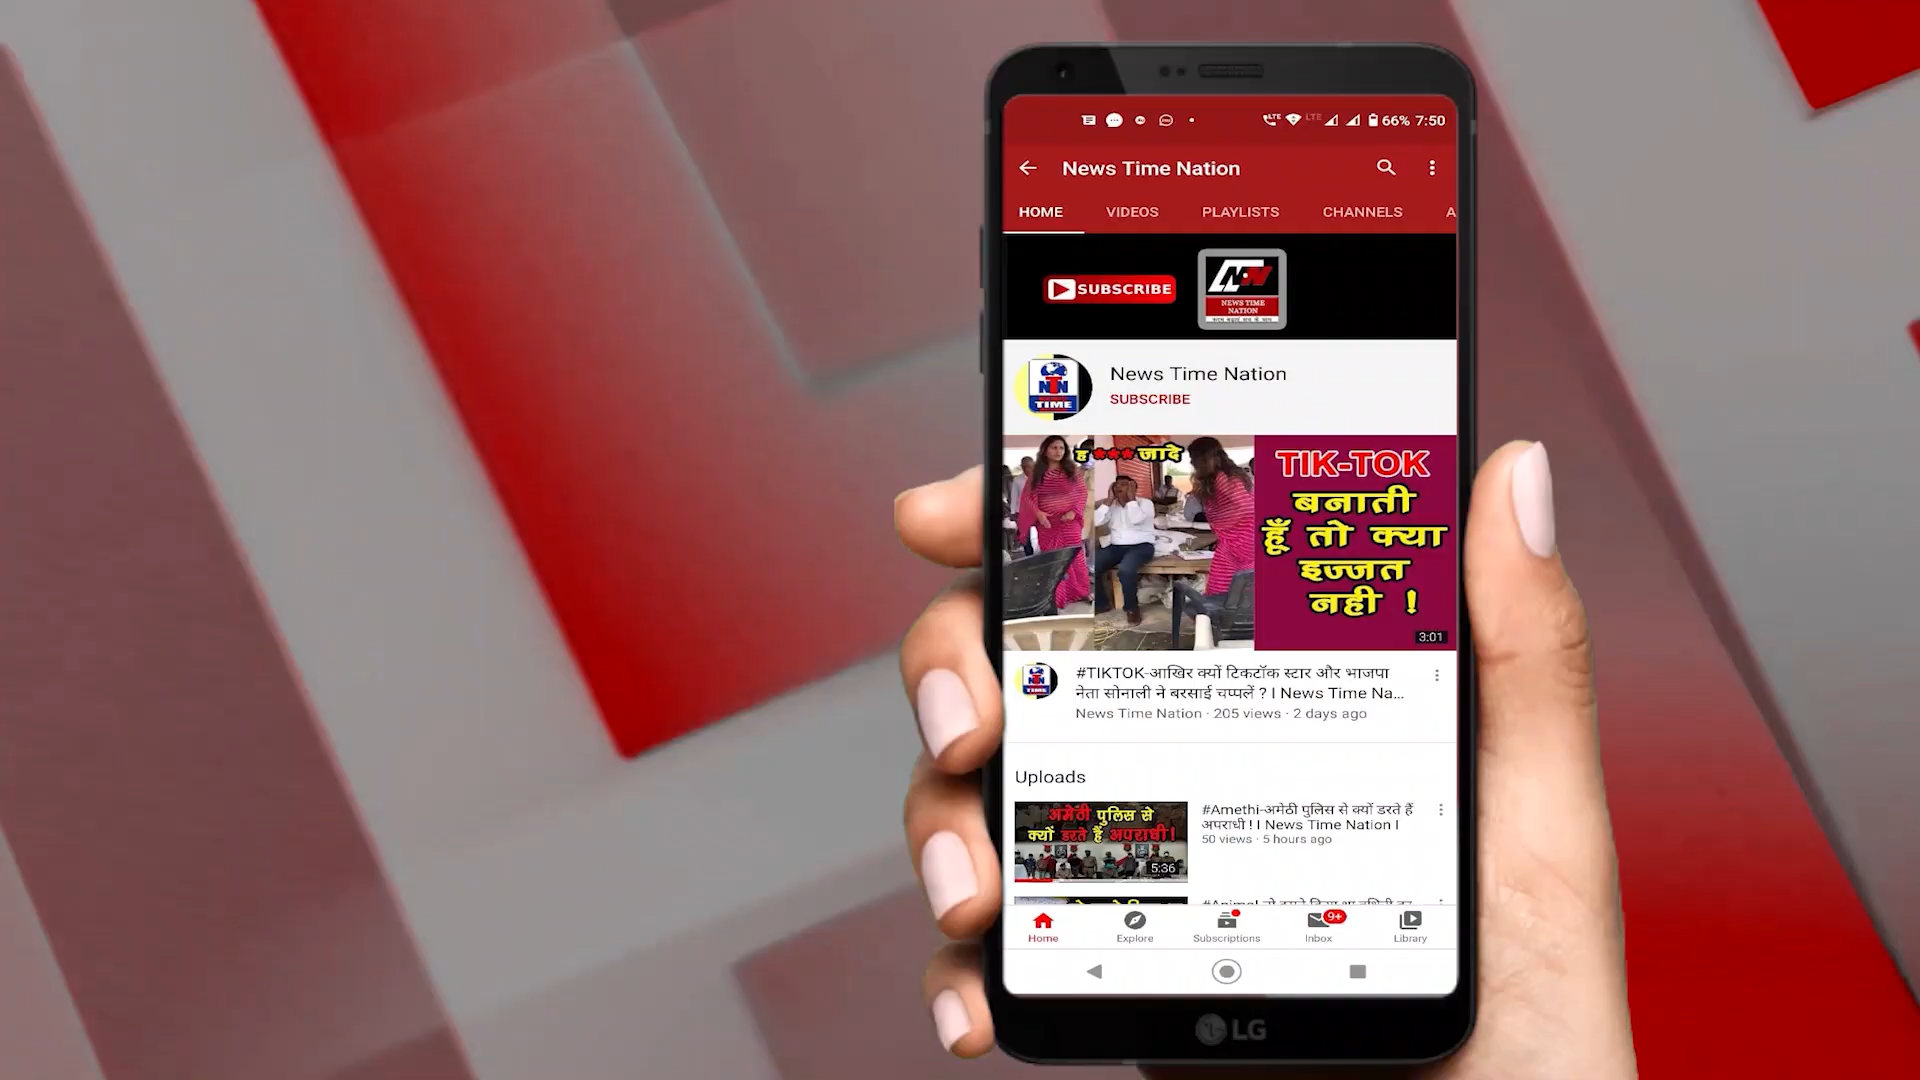 LTE LTE 66% 7:50
News Time Nation
HOME VIDEOS PLAYLISTS CHANNELS A
SUBSCRIBE
NEWS TIME
NATION
News Time Nation
SUBSCRIBE
NTN
TIME
ह***जादे
TIK-TOK
बनाती
हूँ तो क्या
इज्जत
नही !
3:01
#TIKTOK-आखिर क्यों टिकटॉक स्टार और भाजपा
नेता सोनाली ने बरसाई चप्पलें ? I News Time Na...
News Time Nation · 205 views · 2 days ago
Uploads
अमेठी पुलिस से
क्यों डरते हैं अपराधी!
5:36
#Amethi-अमेठी पुलिस से क्यों डरते हैं
अपराधी ! I News Time Nation I
50 views · 5 hours ago
Home Explore Subscriptions 9+ Inbox Library
LG